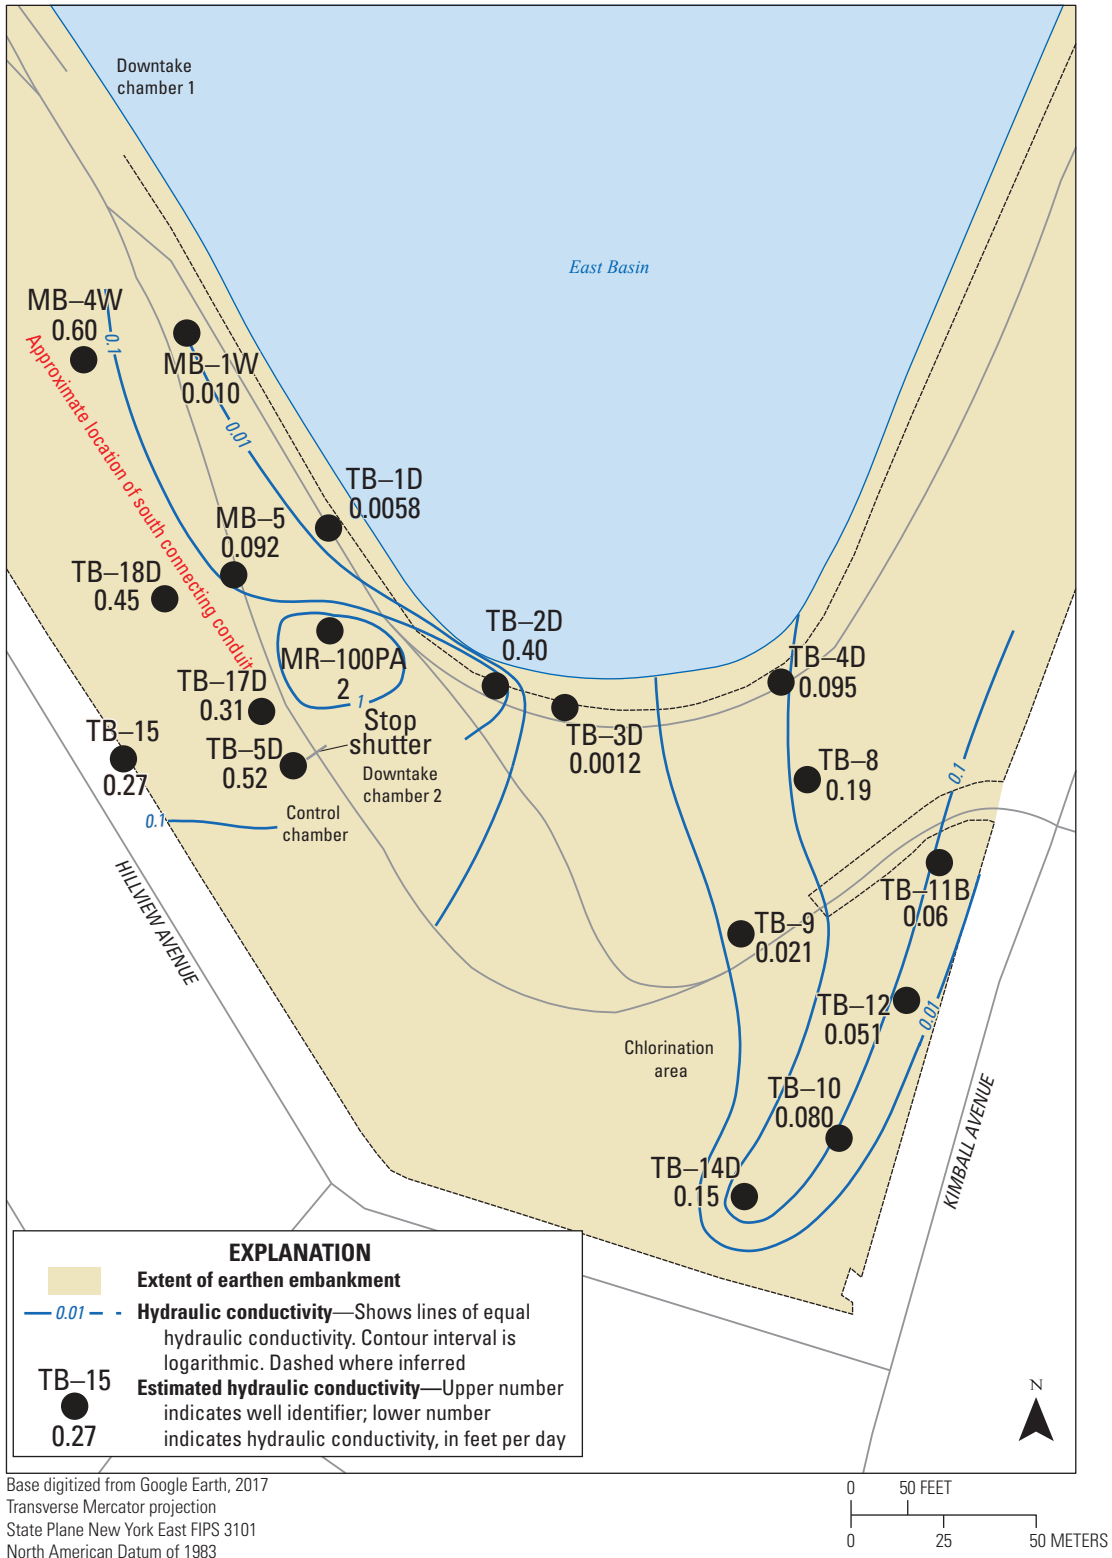 Downtake
chamber 1
East Basin
MB–4W
0.60
0.1
MB–1W
0.010
Approximate location of south connecting conduit
0.01
TB–1D
0.0058
MB–5
0.092
TB–18D
0.45
TB–2D
0.40
MR–100PA
2
1
TB–4D
0.095
TB–17D
0.31
TB–15
0.27
TB–5D
0.52
Stop
shutter
Downtake
chamber 2
TB–3D
0.0012
TB–8
0.19
0.1
0.1
Control
chamber
HILLVIEW AVENUE
TB–11B
0.06
TB–9
0.021
TB–12
0.051
0.01
Chlorination
area
TB–10
0.080
TB–14D
0.15
KIMBALL AVENUE
EXPLANATION
Extent of earthen embankment
0.01
Hydraulic conductivity—Shows lines of equal
hydraulic conductivity. Contour interval is
logarithmic. Dashed where inferred
TB–15
0.27
Estimated hydraulic conductivity—Upper number
indicates well identifier; lower number
indicates hydraulic conductivity, in feet per day
N
Base digitized from Google Earth, 2017
Transverse Mercator projection
State Plane New York East FIPS 3101
North American Datum of 1983
0 50 FEET
0 25 50 METERS